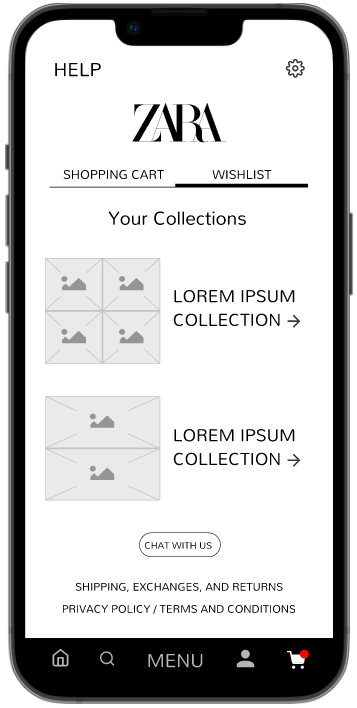 HELP
ZARA
SHOPPING CART
WISHLIST
Your Collections
LOREM IPSUM
COLLECTION →
LOREM IPSUM
COLLECTION →
CHAT WITH US
SHIPPING, EXCHANGES, AND RETURNS
PRIVACY POLICY / TERMS AND CONDITIONS
MENU